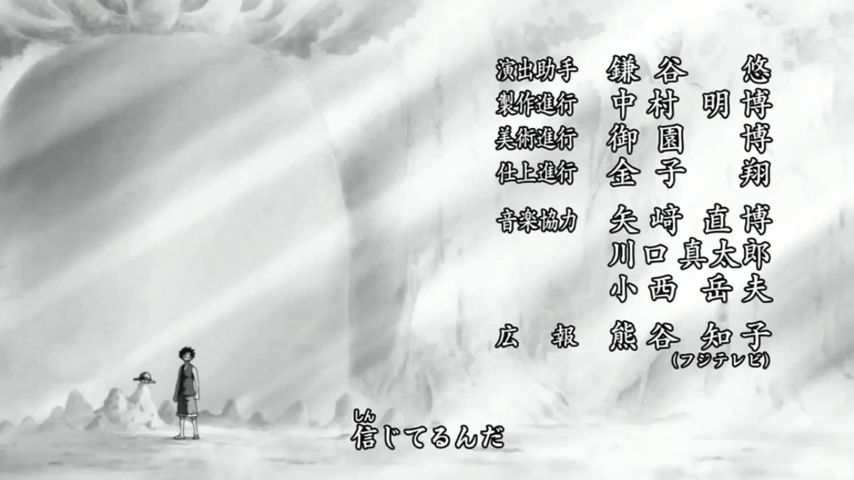 演出助手 鎌谷 悠
製作進行 中村 明博
美術進行 御園 博
仕上進行 金子 翔
音楽協力 矢﨑 直博
川口 真太郎
小西 岳夫
広報 熊谷 知子
(フジテレビ)
しん
信じてるんだ